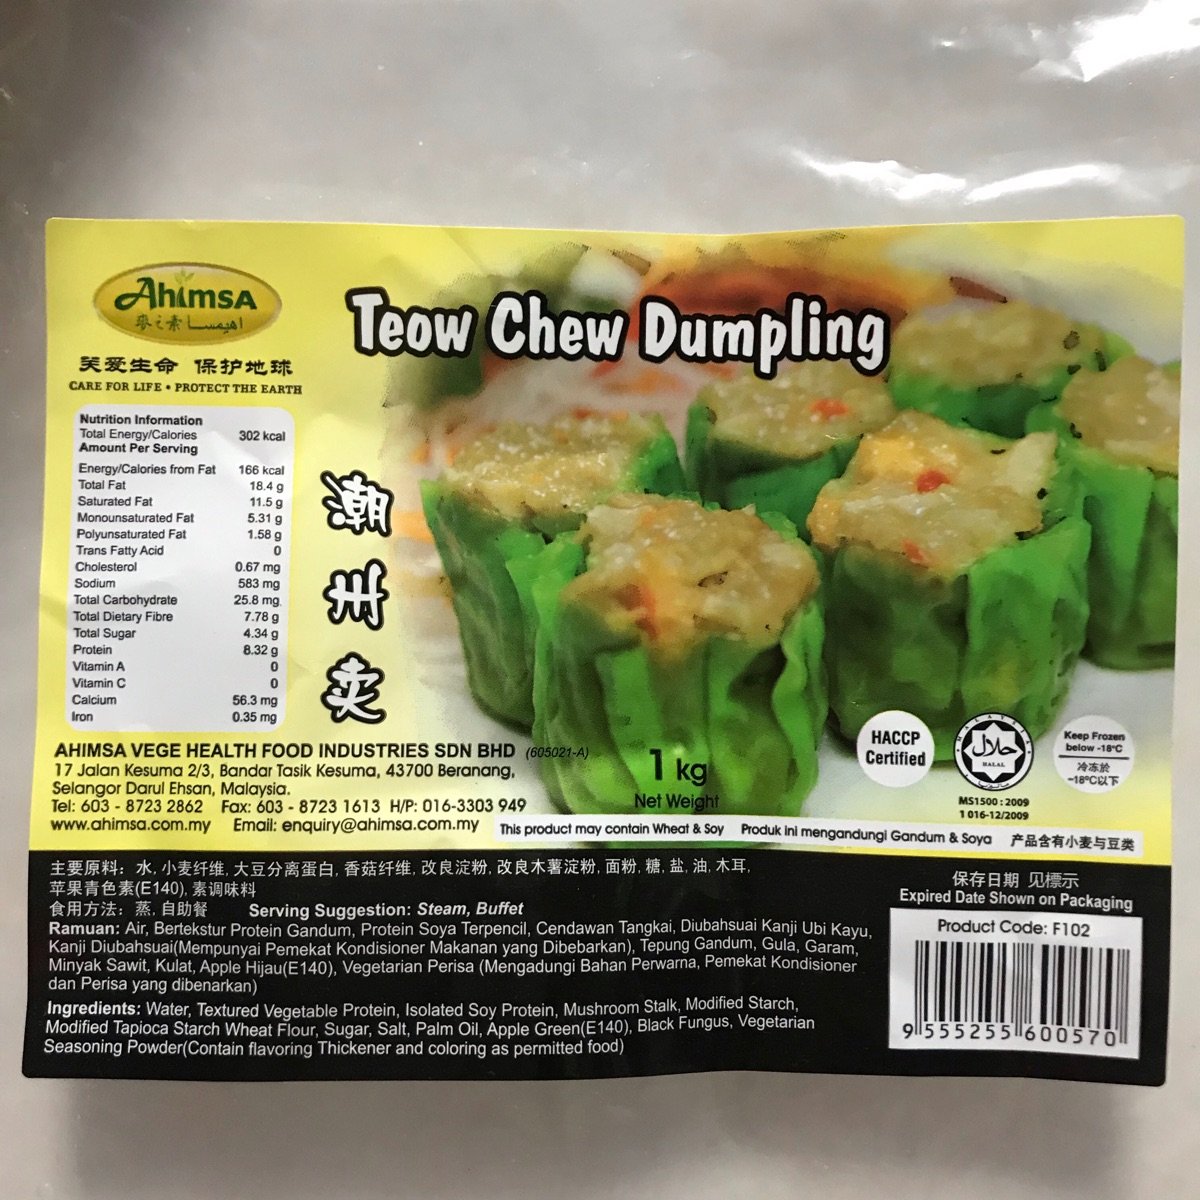 Ahimsa
麥之素 اهيمسا
关爱生命 保护地球
CARE FOR LIFE • PROTECT THE EARTH
Teow Chew Dumpling
潮州卖
Nutrition Information
Total Energy/Calories 302 kcal
Amount Per Serving
Energy/Calories from Fat 166 kcal
Total Fat 18.4 g
Saturated Fat 11.5 g
Monounsaturated Fat 5.31 g
Polyunsaturated Fat 1.58 g
Trans Fatty Acid 0
Cholesterol 0.67 mg
Sodium 583 mg
Total Carbohydrate 25.8 mg
Total Dietary Fibre 7.78 g
Total Sugar 4.34 g
Protein 8.32 g
Vitamin A 0
Vitamin C 0
Calcium 56.3 mg
Iron 0.35 mg
AHIMSA VEGE HEALTH FOOD INDUSTRIES SDN BHD (605021-A)
17 Jalan Kesuma 2/3, Bandar Tasik Kesuma, 43700 Beranang,
Selangor Darul Ehsan, Malaysia.
Tel: 603 - 8723 2862 Fax: 603 - 8723 1613 H/P: 016-3303 949
www.ahimsa.com.my Email: enquiry@ahimsa.com.my
1 kg
Net Weight
HACCP
Certified
MALAYSIA
حلال
HALAL
MS1500 : 2009
1 016-12/2009
Keep Frozen
below -18°C
冷冻於
-18°C以下
This product may contain Wheat & Soy Produk ini mengandungi Gandum & Soya 产品含有小麦与豆类
主要原料: 水, 小麦纤维, 大豆分离蛋白, 香菇纤维, 改良淀粉, 改良木薯淀粉, 面粉, 糖, 盐, 油, 木耳,
苹果青色素(E140), 素调味料
食用方法: 蒸, 自助餐 Serving Suggestion: Steam, Buffet
Ramuan: Air, Bertekstur Protein Gandum, Protein Soya Terpencil, Cendawan Tangkai, Diubahsuai Kanji Ubi Kayu,
Kanji Diubahsuai(Mempunyai Pemekat Kondisioner Makanan yang Dibebarkan), Tepung Gandum, Gula, Garam,
Minyak Sawit, Kulat, Apple Hijau(E140), Vegetarian Perisa (Mengadungi Bahan Perwarna, Pemekat Kondisioner
dan Perisa yang dibenarkan)
Ingredients: Water, Textured Vegetable Protein, Isolated Soy Protein, Mushroom Stalk, Modified Starch,
Modified Tapioca Starch Wheat Flour, Sugar, Salt, Palm Oil, Apple Green(E140), Black Fungus, Vegetarian
Seasoning Powder(Contain flavoring Thickener and coloring as permitted food)
保存日期 见標示
Expired Date Shown on Packaging
Product Code: F102
9 555255 600570